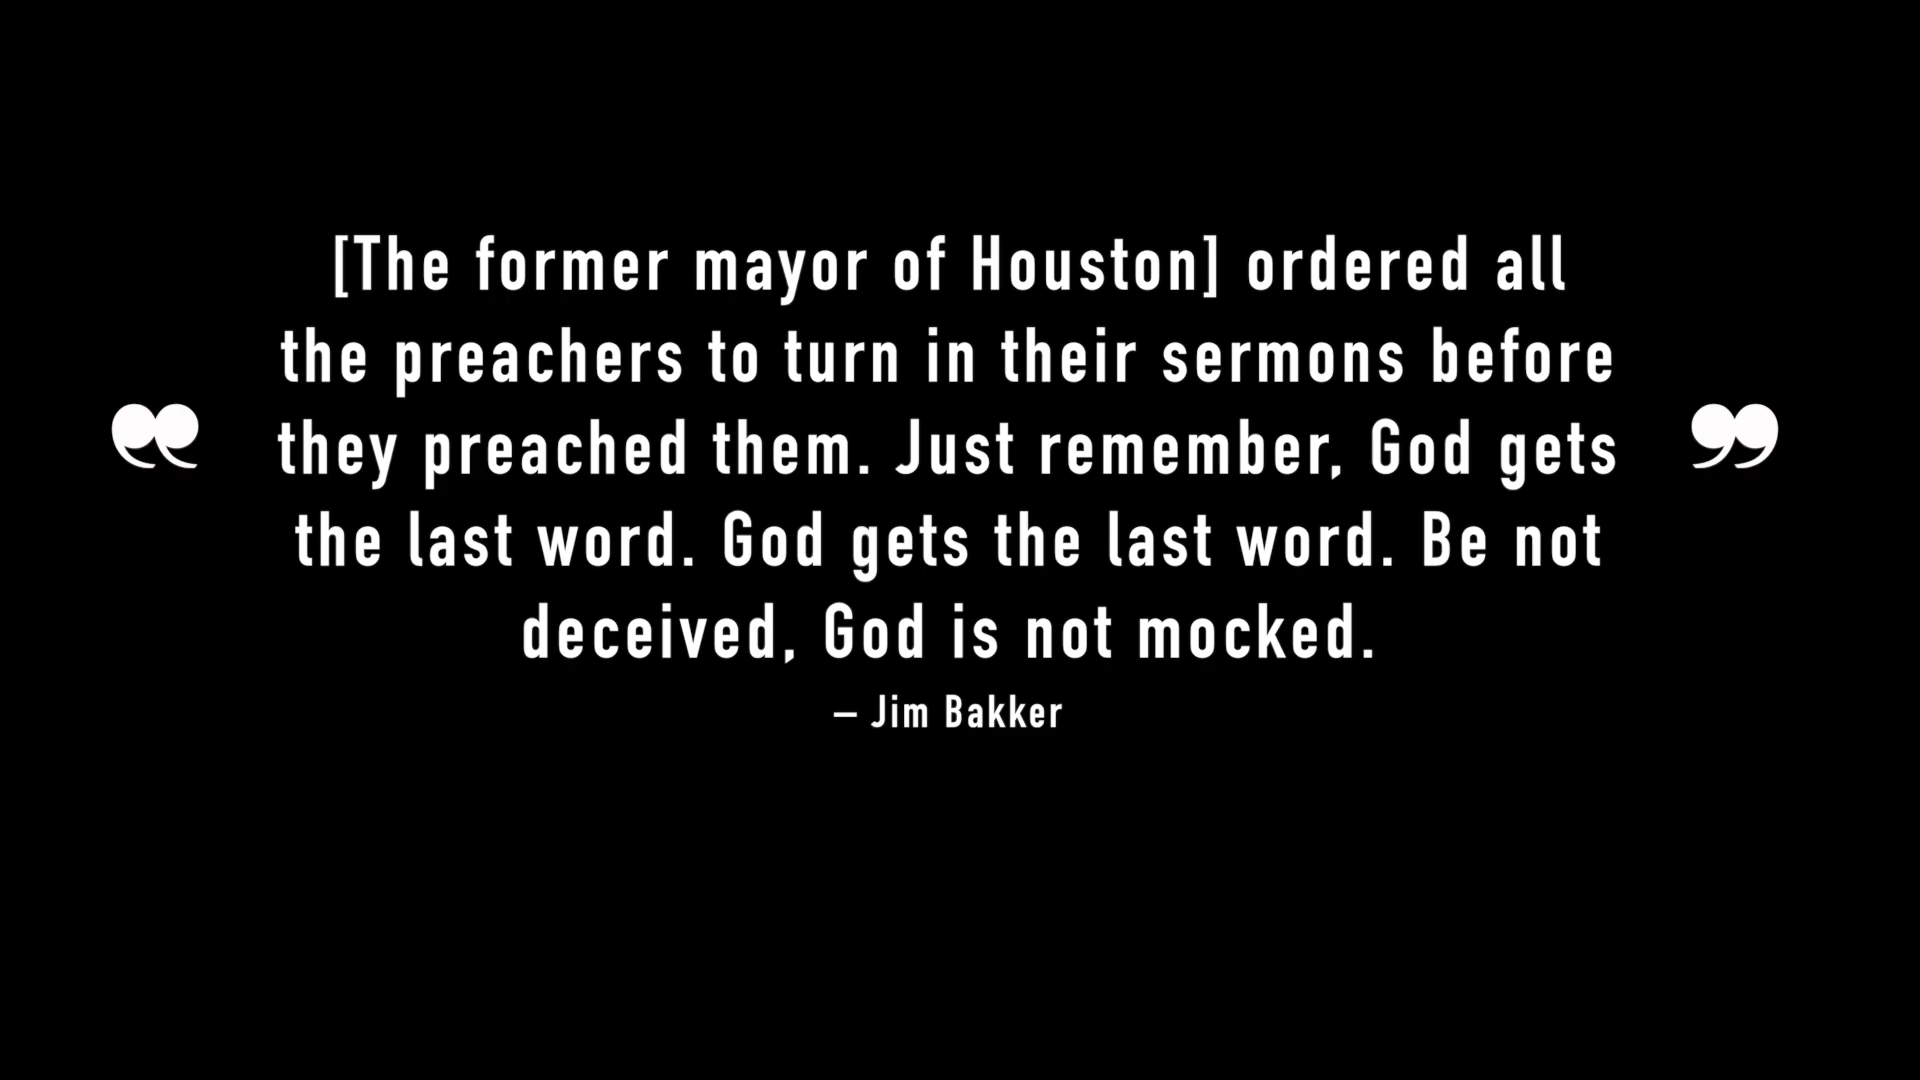 [The former mayor of Houston] ordered all
the preachers to turn in their sermons before
they preached them. Just remember, God gets
the last word. God gets the last word. Be not
deceived, God is not mocked.
– Jim Bakker